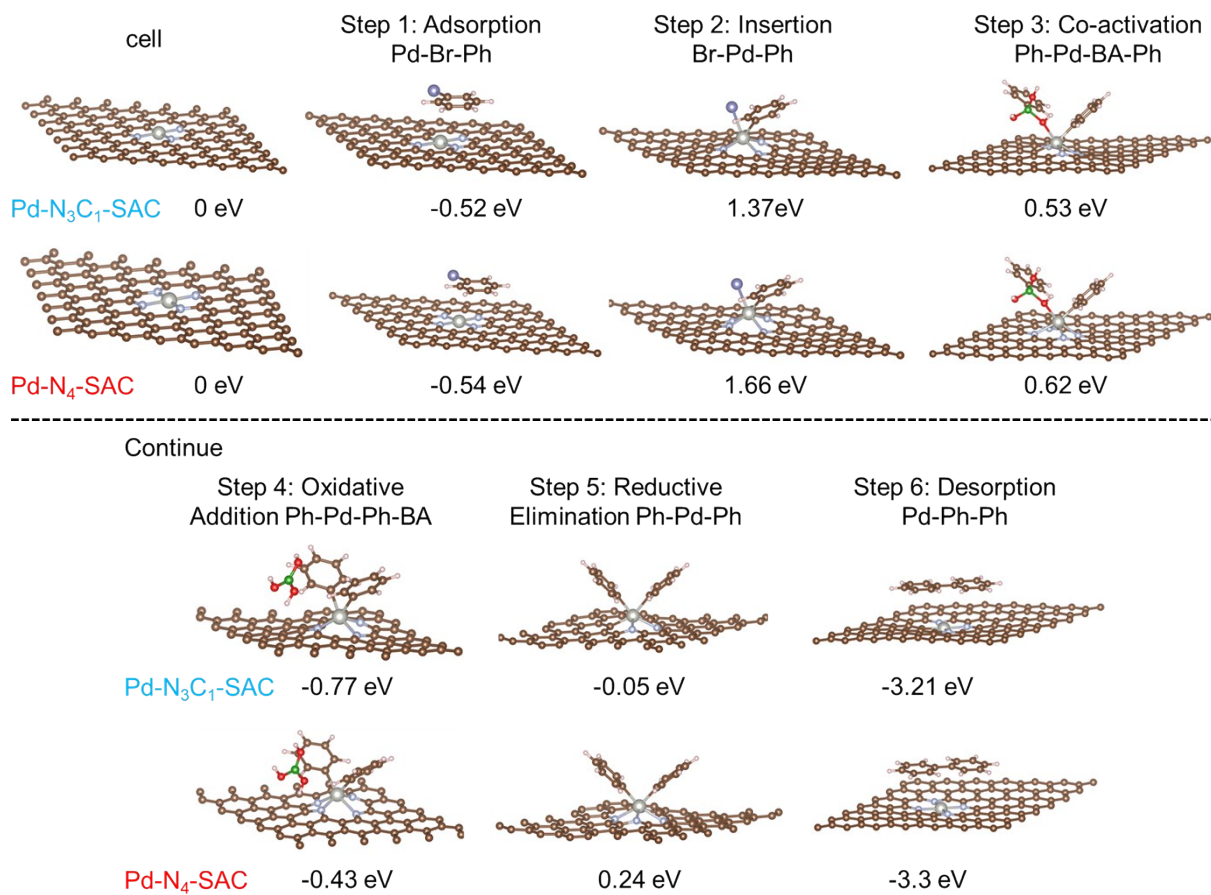 cell
Step 1: Adsorption
Pd-Br-Ph
Step 2: Insertion
Br-Pd-Ph
Step 3: Co-activation
Ph-Pd-BA-Ph
Pd-N₃C₁-SAC 0 eV -0.52 eV 1.37eV 0.53 eV
Pd-N₄-SAC 0 eV -0.54 eV 1.66 eV 0.62 eV
Continue
Step 4: Oxidative
Addition Ph-Pd-Ph-BA
Step 5: Reductive
Elimination Ph-Pd-Ph
Step 6: Desorption
Pd-Ph-Ph
Pd-N₃C₁-SAC -0.77 eV -0.05 eV -3.21 eV
Pd-N₄-SAC -0.43 eV 0.24 eV -3.3 eV